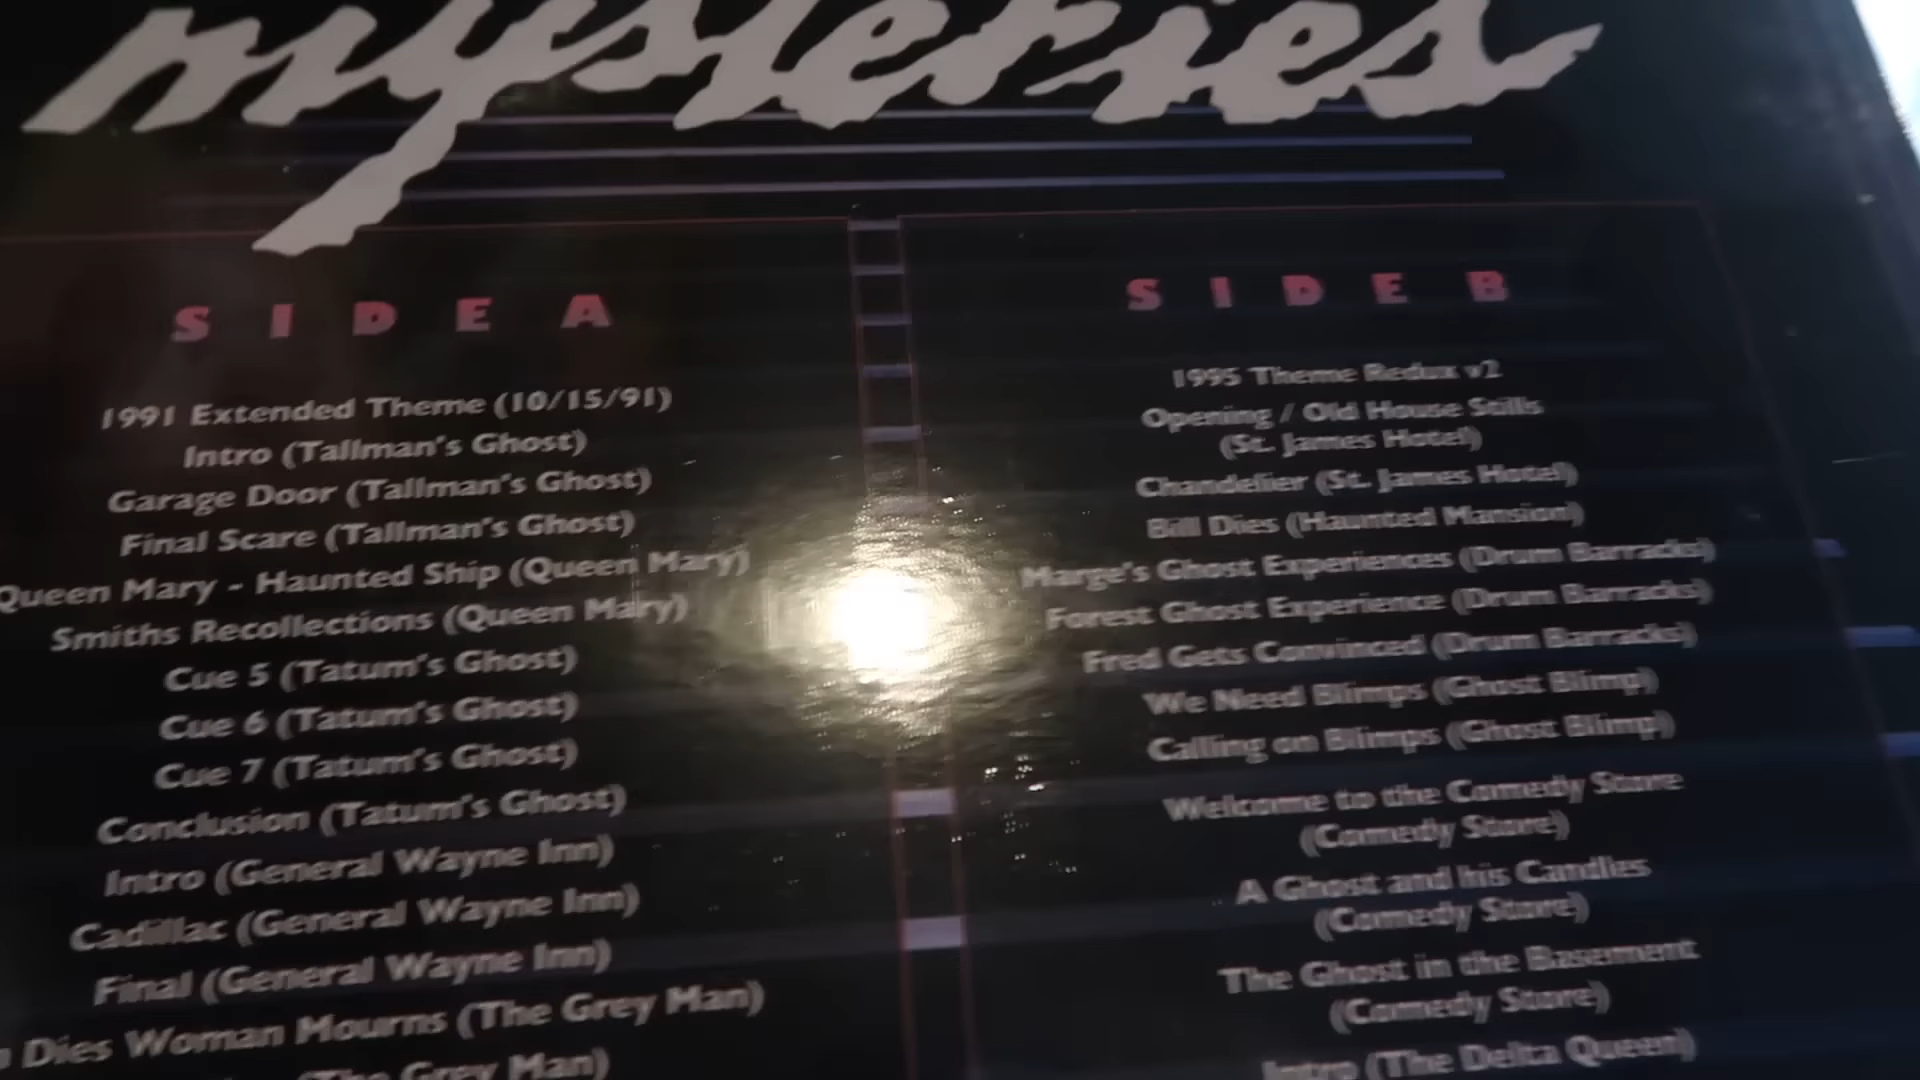 mysteries
SIDE A
1991 Extended Theme (10/15/91)
Intro (Tallman's Ghost)
Garage Door (Tallman's Ghost)
Final Scare (Tallman's Ghost)
Queen Mary - Haunted Ship (Queen Mary)
Smiths Recollections (Queen Mary)
Cue 5 (Tatum's Ghost)
Cue 6 (Tatum's Ghost)
Cue 7 (Tatum's Ghost)
Conclusion (Tatum's Ghost)
Intro (General Wayne Inn)
Cadillac (General Wayne Inn)
Final (General Wayne Inn)
Dies Woman Mourns (The Grey Man)
(The Grey Man)
SIDE B
1995 Theme Redux v2
Opening / Old House Stills
(St. James Hotel)
Chandelier (St. James Hotel)
Bill Dies (Haunted Mansion)
Marge's Ghost Experiences (Drum Barracks)
Forest Ghost Experience (Drum Barracks)
Fred Gets Convinced (Drum Barracks)
We Need Blimps (Ghost Blimp)
Calling on Blimps (Ghost Blimp)
Welcome to the Comedy Store
(Comedy Store)
A Ghost and his Candles
(Comedy Store)
The Ghost in the Basement
(Comedy Store)
Intro (The Delta Queen)